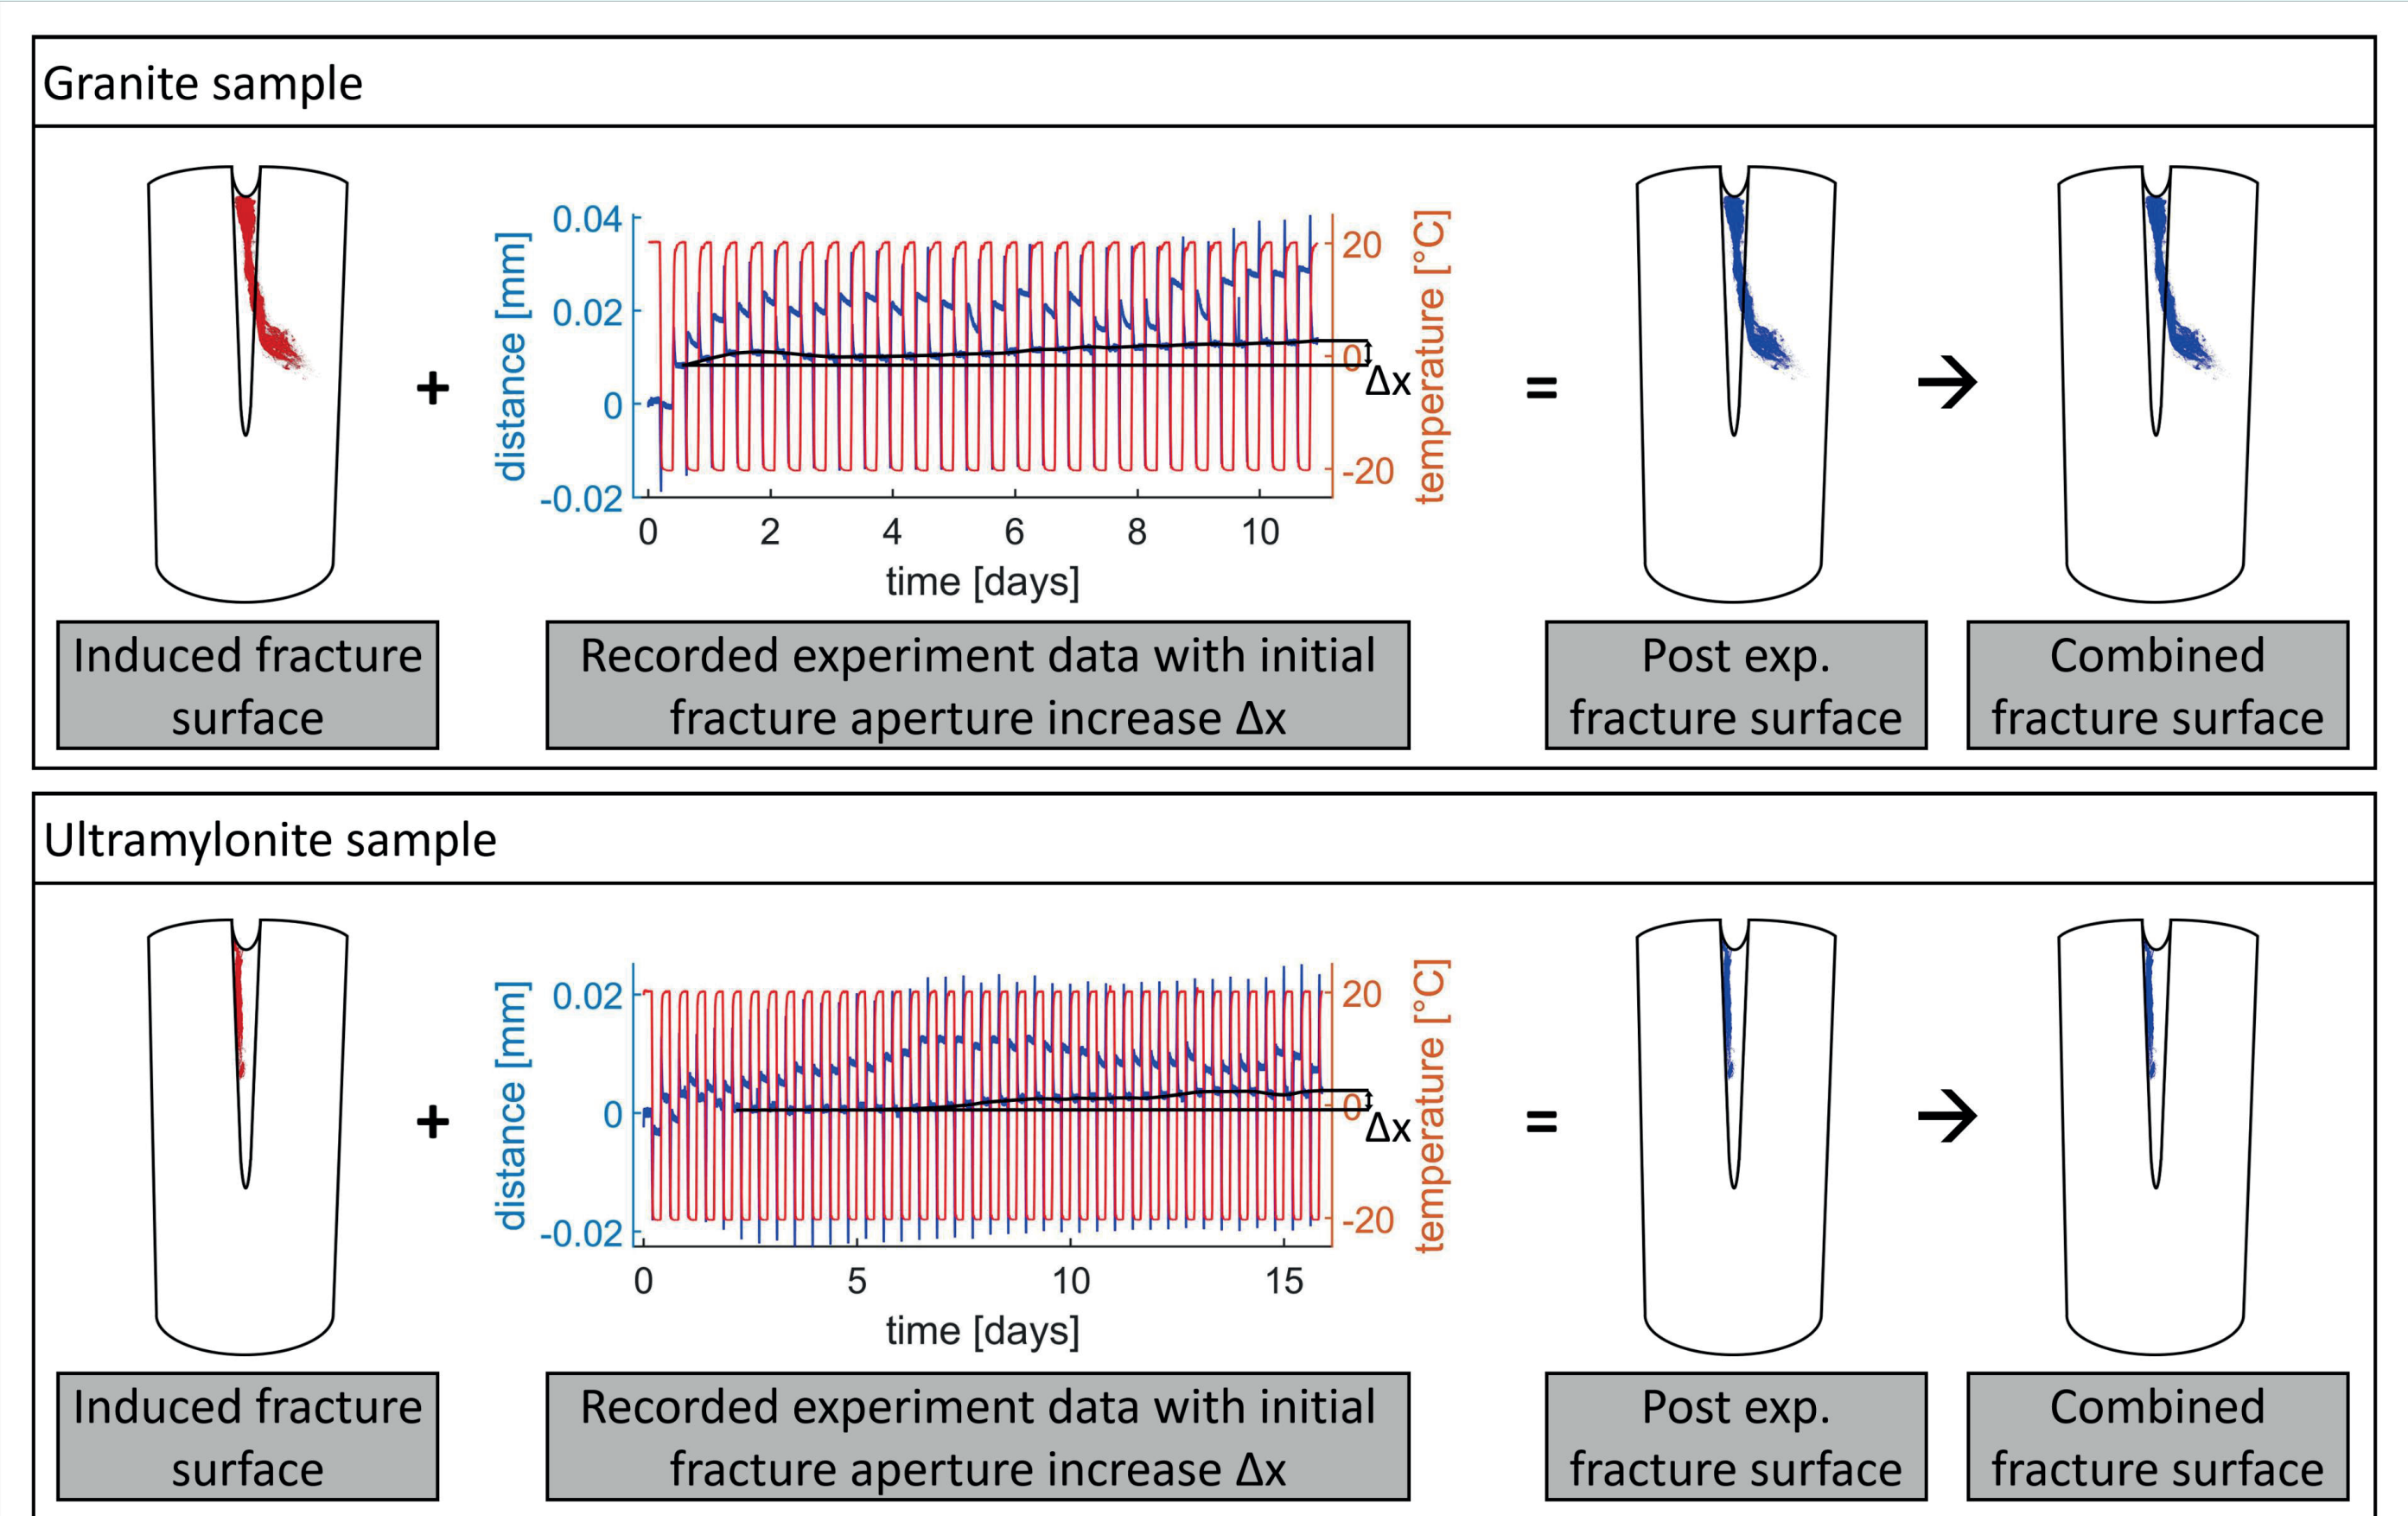 Granite sample
0.04
0.02
0
-0.02
distance [mm]
20
0
-20
temperature [°C]
Δx
+
=
→
0 2 4 6 8 10
time [days]
Induced fracture
surface
Recorded experiment data with initial
fracture aperture increase Δx
Post exp.
fracture surface
Combined
fracture surface
Ultramylonite sample
0.02
0
-0.02
distance [mm]
20
0
-20
temperature [°C]
Δx
+
=
→
0 5 10 15
time [days]
Induced fracture
surface
Recorded experiment data with initial
fracture aperture increase Δx
Post exp.
fracture surface
Combined
fracture surface